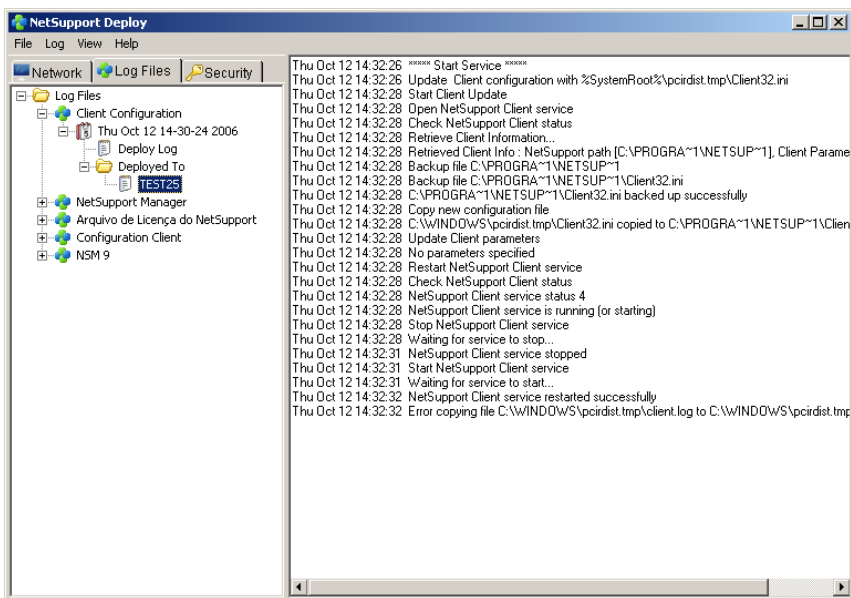 NetSupport Deploy
File Log View Help
Network Log Files Security
Log Files
Client Configuration
Thu Oct 12 14-30-24 2006
Deploy Log
Deployed To
TEST25
NetSupport Manager
Arquivo de Licença do NetSupport
Configuration Client
NSM 9
Thu Oct 12 14:32:26 ***** Start Service *****
Thu Oct 12 14:32:26 Update Client configuration with %SystemRoot%\pcirdist.tmp\Client32.ini
Thu Oct 12 14:32:28 Start Client Update
Thu Oct 12 14:32:28 Open NetSupport Client service
Thu Oct 12 14:32:28 Check NetSupport Client status
Thu Oct 12 14:32:28 Retrieve Client Information...
Thu Oct 12 14:32:28 Retrieved Client Info : NetSupport path [C:\PROGRA~1\NETSUP~1], Client Parame
Thu Oct 12 14:32:28 Backup file C:\PROGRA~1\NETSUP~1
Thu Oct 12 14:32:28 Backup file C:\PROGRA~1\NETSUP~1\Client32.ini
Thu Oct 12 14:32:28 C:\PROGRA~1\NETSUP~1\Client32.ini backed up successfully
Thu Oct 12 14:32:28 Copy new configuration file
Thu Oct 12 14:32:28 C:\WINDOWS\pcirdist.tmp\Client32.ini copied to C:\PROGRA~1\NETSUP~1\Clien
Thu Oct 12 14:32:28 Update Client parameters
Thu Oct 12 14:32:28 No parameters specified
Thu Oct 12 14:32:28 Restart NetSupport Client service
Thu Oct 12 14:32:28 Check NetSupport Client status
Thu Oct 12 14:32:28 NetSupport Client service status 4
Thu Oct 12 14:32:28 NetSupport Client service is running (or starting)
Thu Oct 12 14:32:28 Stop NetSupport Client service
Thu Oct 12 14:32:28 Waiting for service to stop...
Thu Oct 12 14:32:31 NetSupport Client service stopped
Thu Oct 12 14:32:31 Start NetSupport Client service
Thu Oct 12 14:32:31 Waiting for service to start...
Thu Oct 12 14:32:32 NetSupport Client service restarted successfully
Thu Oct 12 14:32:32 Error copying file C:\WINDOWS\pcirdist.tmp\client.log to C:\WINDOWS\pcirdist.tmp